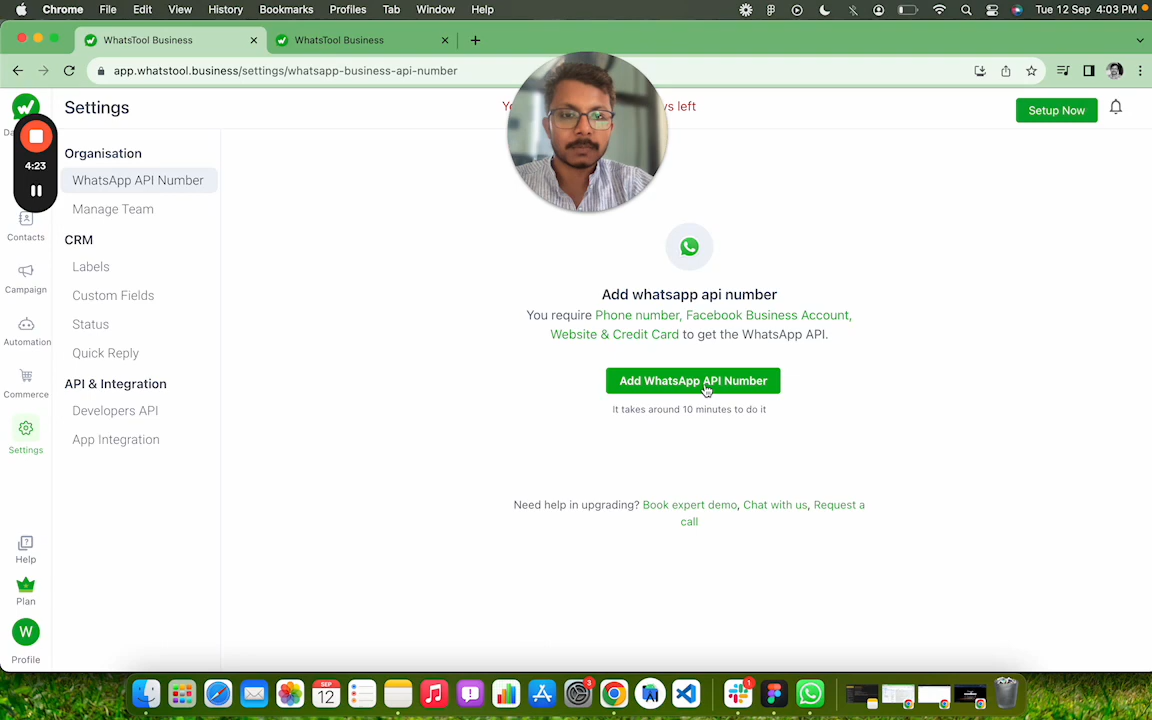 Chrome File Edit View History Bookmarks Profiles Tab Window Help Tue 12 Sep 4:03 PM
WhatsTool Business WhatsTool Business
app.whatstool.business/settings/whatsapp-business-api-number
Settings
left
Setup Now
4:23
Contacts
Campaign
Automation
Commerce
Settings
Help
Plan
W
Profile
Organisation
WhatsApp API Number
Manage Team
CRM
Labels
Custom Fields
Status
Quick Reply
API & Integration
Developers API
App Integration
Add whatsapp api number
You require Phone number, Facebook Business Account,
Website & Credit Card to get the WhatsApp API.
Add WhatsApp API Number
It takes around 10 minutes to do it
Need help in upgrading? Book expert demo, Chat with us, Request a
call
SEP
12
3
1